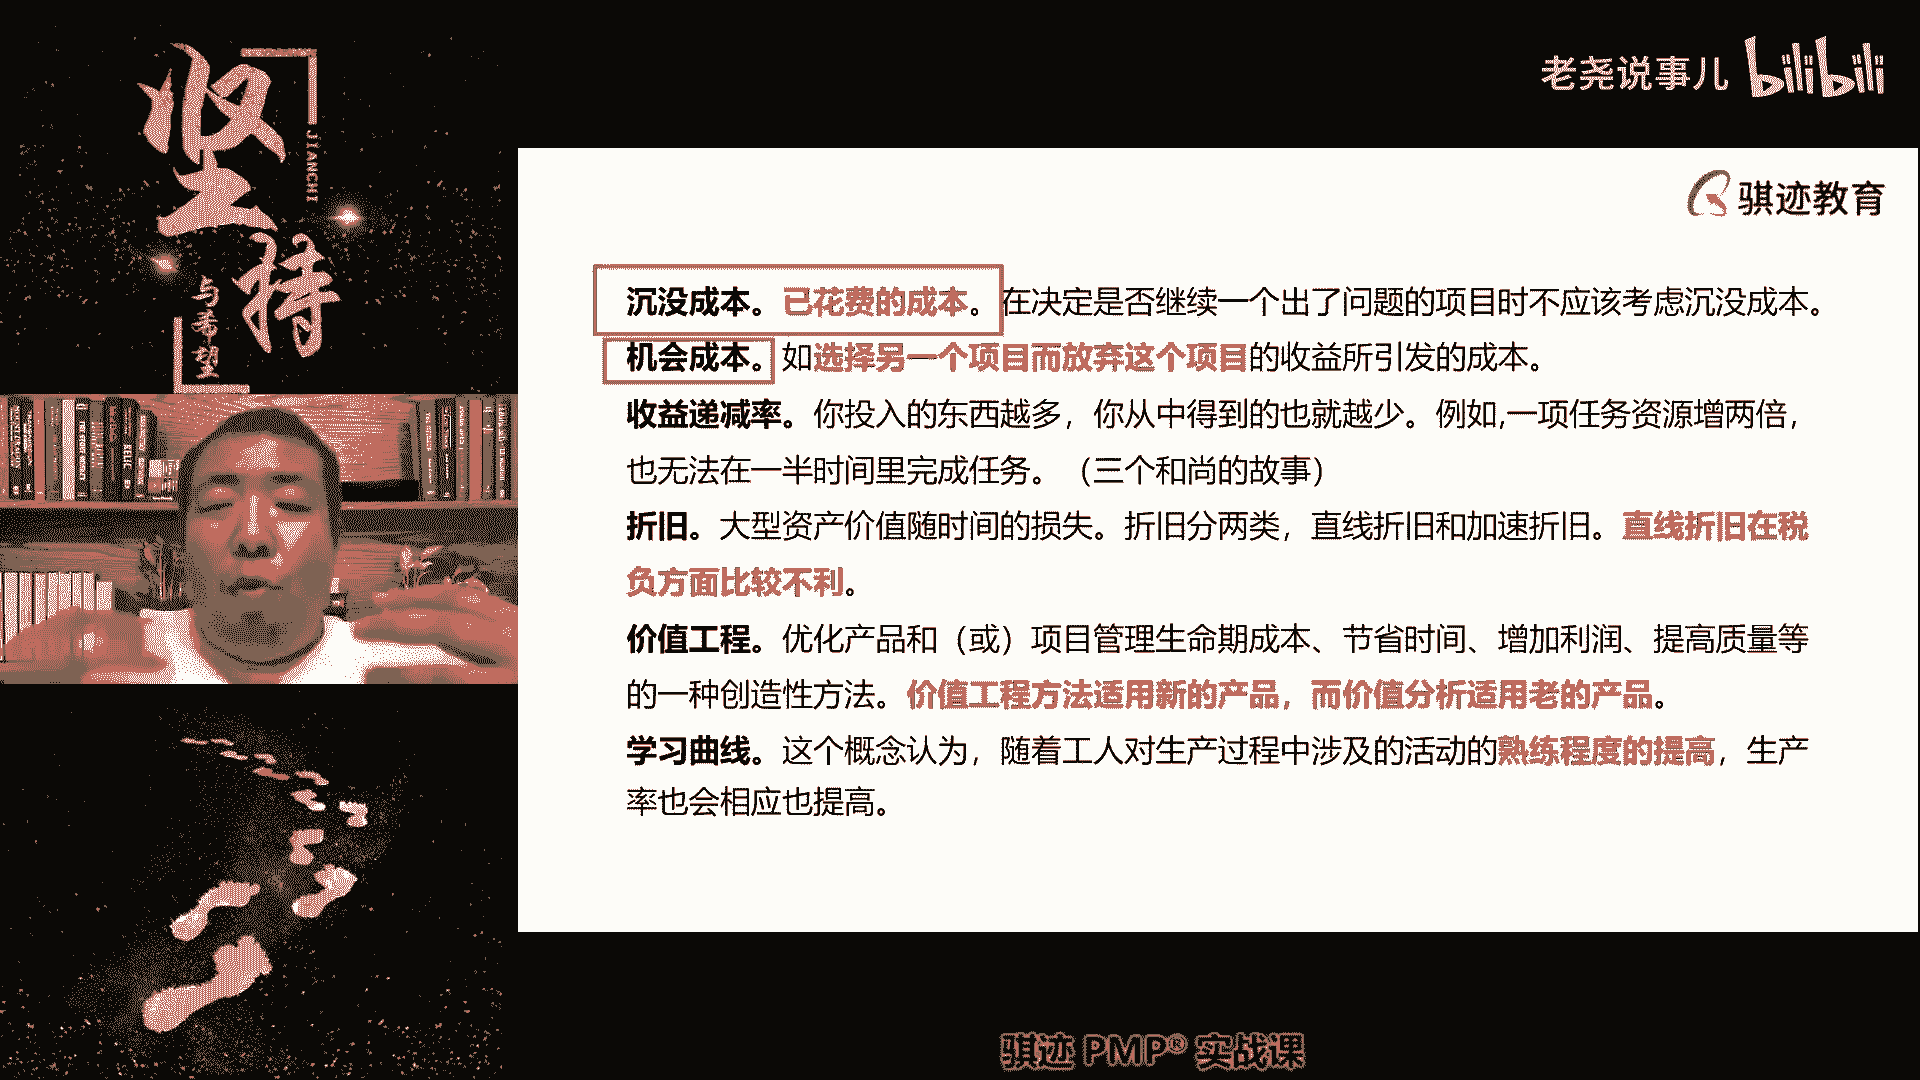 坚持
JIANCHI
与希望
老尧说事儿 bilibili
骐迹教育
沉没成本。已花费的成本。在决定是否继续一个出了问题的项目时不应该考虑沉没成本。
机会成本。如选择另一个项目而放弃这个项目的收益所引发的成本。
收益递减率。你投入的东西越多，你从中得到的也就越少。例如,一项任务资源增两倍，
也无法在一半时间里完成任务。（三个和尚的故事）
折旧。大型资产价值随时间的损失。折旧分两类，直线折旧和加速折旧。直线折旧在税
负方面比较不利。
价值工程。优化产品和（或）项目管理生命期成本、节省时间、增加利润、提高质量等
的一种创造性方法。价值工程方法适用新的产品，而价值分析适用老的产品。
学习曲线。这个概念认为，随着工人对生产过程中涉及的活动的熟练程度的提高，生产
率也会相应也提高。
骐迹 PMP® 实战课